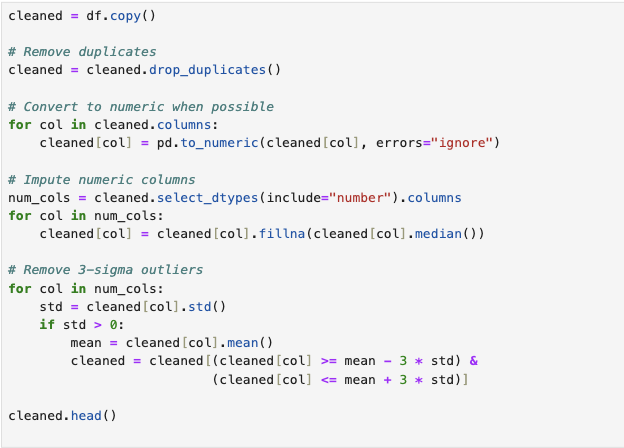 cleaned = df.copy()

# Remove duplicates
cleaned = cleaned.drop_duplicates()

# Convert to numeric when possible
for col in cleaned.columns:
    cleaned[col] = pd.to_numeric(cleaned[col], errors="ignore")

# Impute numeric columns
num_cols = cleaned.select_dtypes(include="number").columns
for col in num_cols:
    cleaned[col] = cleaned[col].fillna(cleaned[col].median())

# Remove 3-sigma outliers
for col in num_cols:
    std = cleaned[col].std()
    if std > 0:
        mean = cleaned[col].mean()
        cleaned = cleaned[(cleaned[col] >= mean - 3 * std) &
                          (cleaned[col] <= mean + 3 * std)]

cleaned.head()